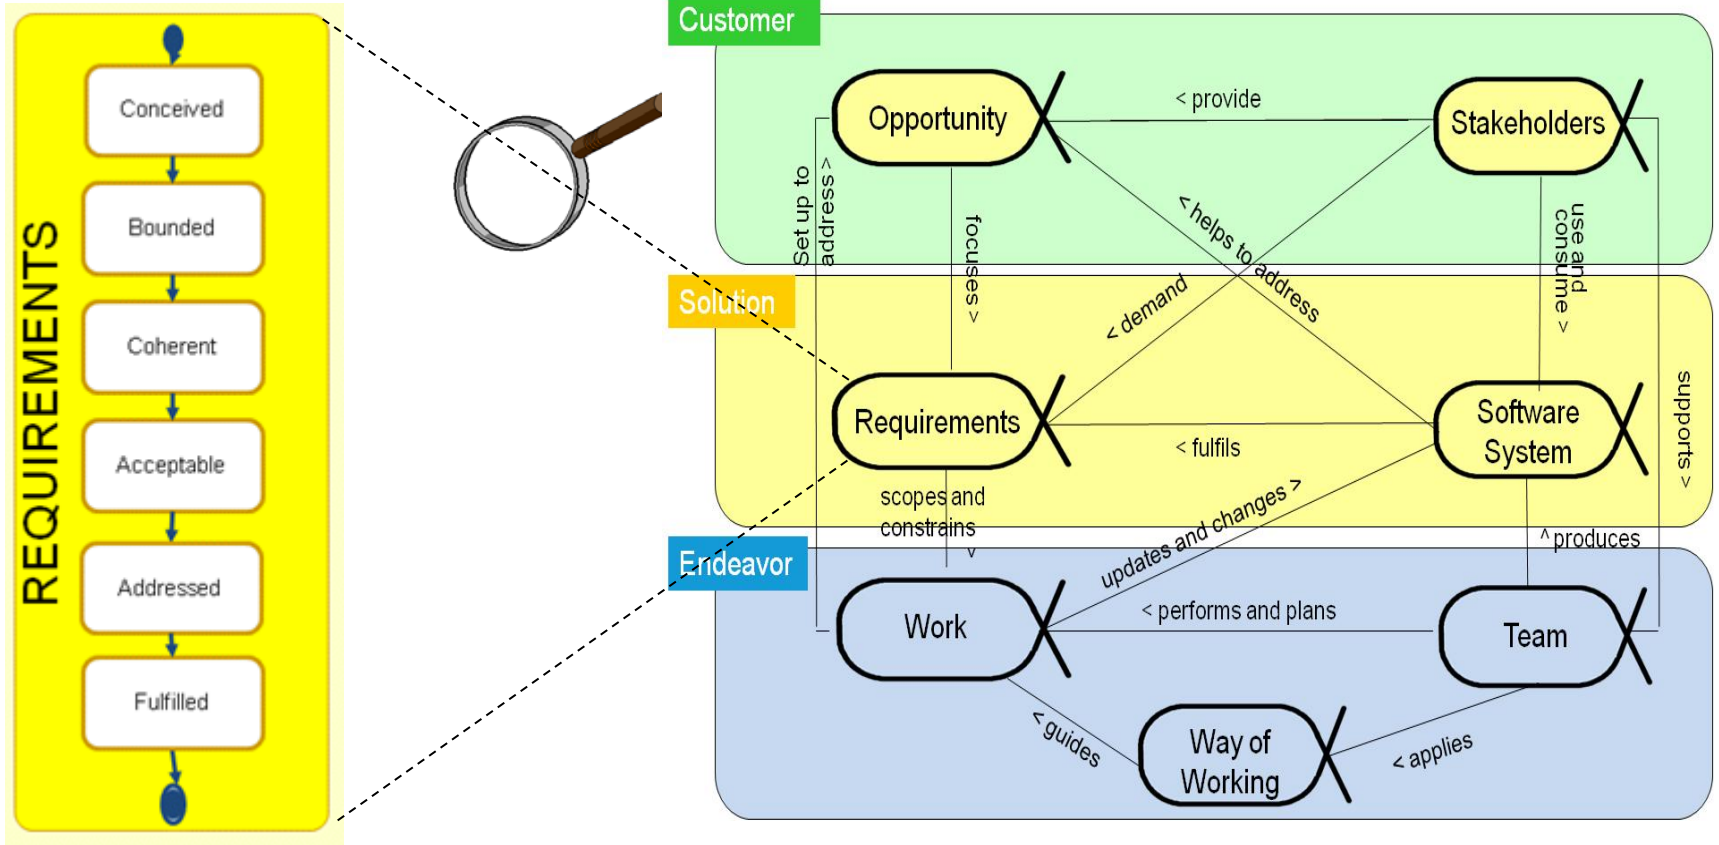 REQUIREMENTS
Conceived
Bounded
Coherent
Acceptable
Addressed
Fulfilled
Customer
Opportunity
< provide
Stakeholders
Set up to
address >
focuses >
< helps to address
< demand
use and
consume >
Solution
Requirements
< fulfils
Software
System
supports >
scopes and
constrains
>
updates and changes >
^ produces
Endeavor
Work
< performs and plans
Team
< guides
Way of
Working
< applies